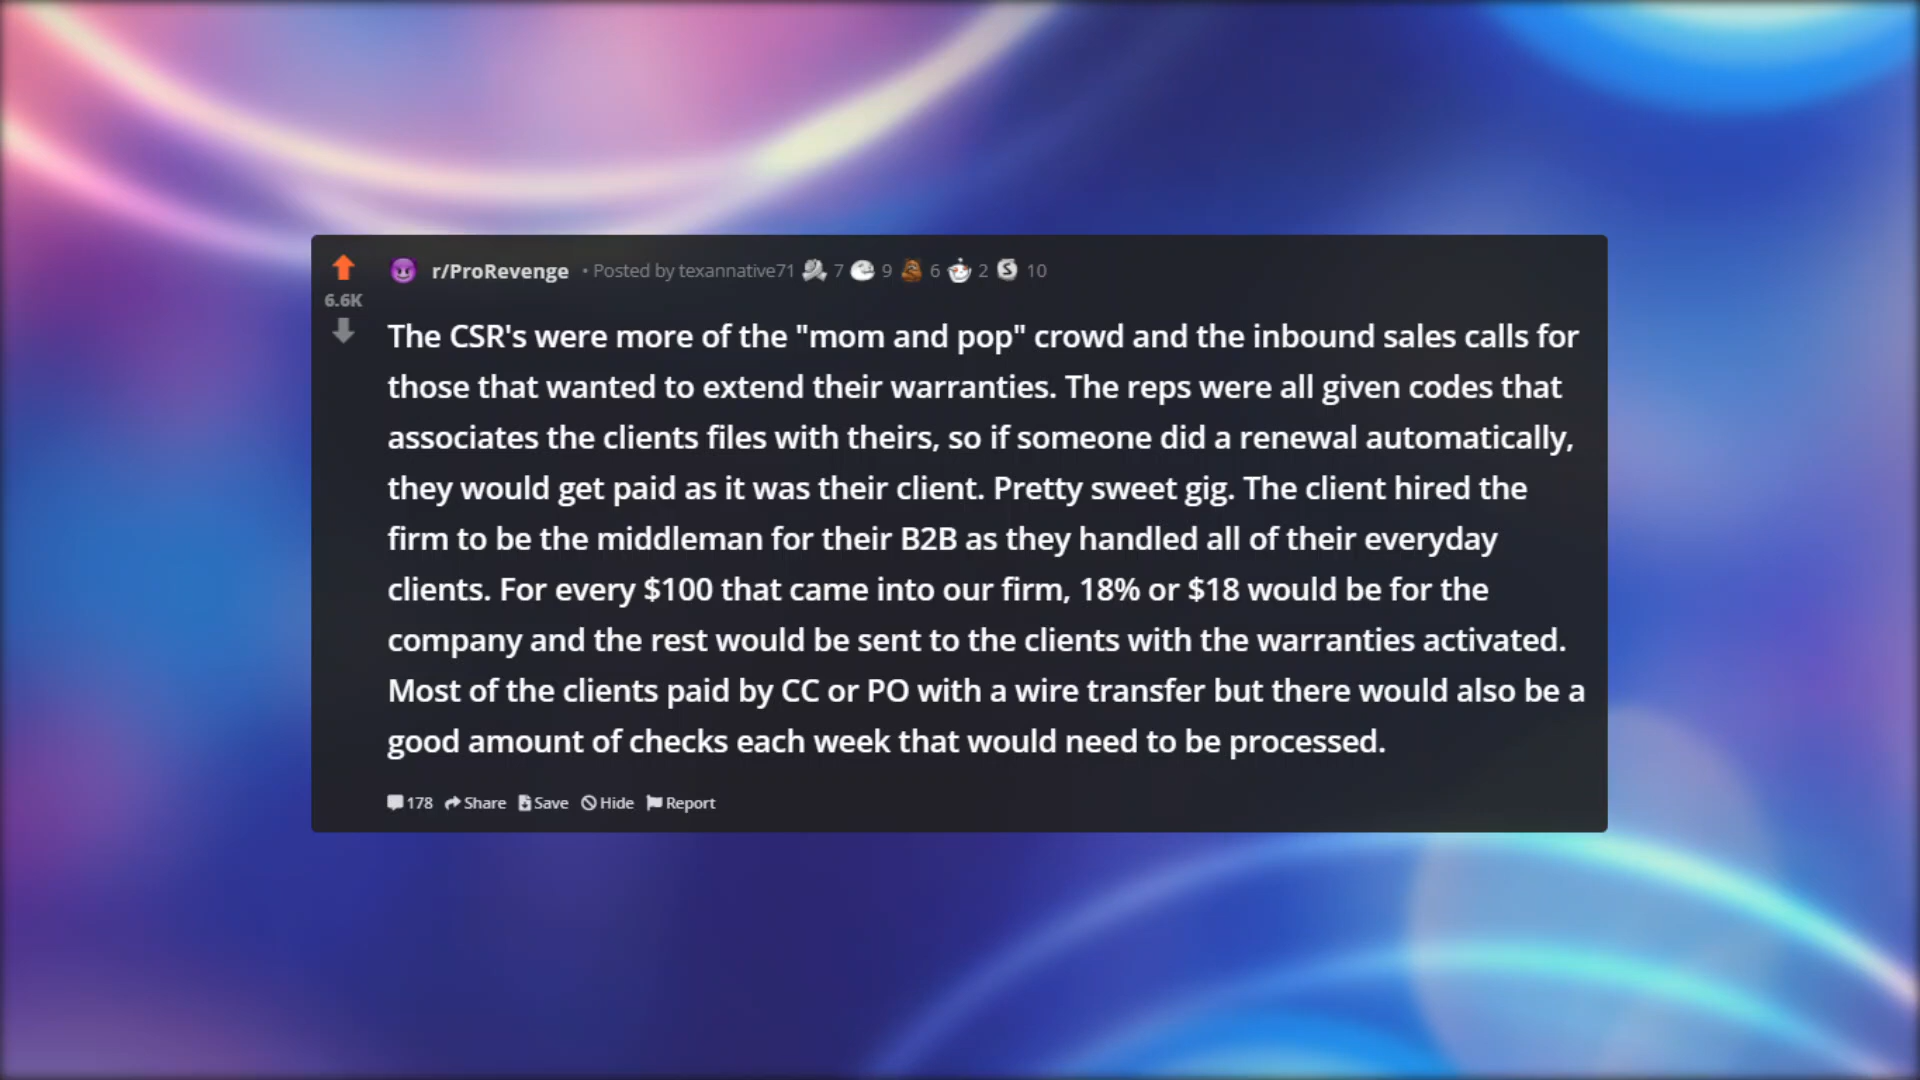 r/ProRevenge • Posted by texannative71 7 9 6 2 10
6.6K
The CSR's were more of the "mom and pop" crowd and the inbound sales calls for
those that wanted to extend their warranties. The reps were all given codes that
associates the clients files with theirs, so if someone did a renewal automatically,
they would get paid as it was their client. Pretty sweet gig. The client hired the
firm to be the middleman for their B2B as they handled all of their everyday
clients. For every $100 that came into our firm, 18% or $18 would be for the
company and the rest would be sent to the clients with the warranties activated.
Most of the clients paid by CC or PO with a wire transfer but there would also be a
good amount of checks each week that would need to be processed.
178 Share Save Hide Report